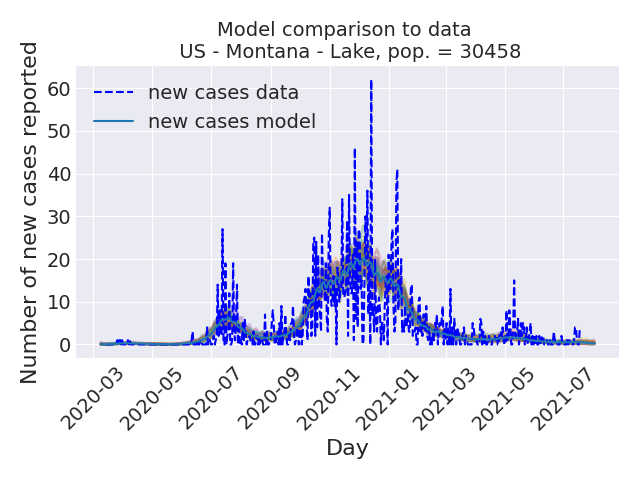 Model comparison to data
US - Montana - Lake, pop. = 30458
Number of new cases reported
60
50
40
30
20
10
0
new cases data
new cases model
2020-03
2020-05
2020-07
2020-09
2020-11
2021-01
2021-03
2021-05
2021-07
Day